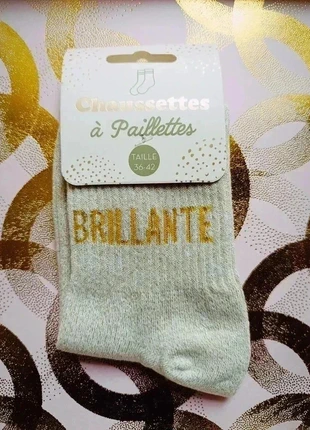 Chaussettes
à Paillettes
TAILLE
36-42
BRILLANTE